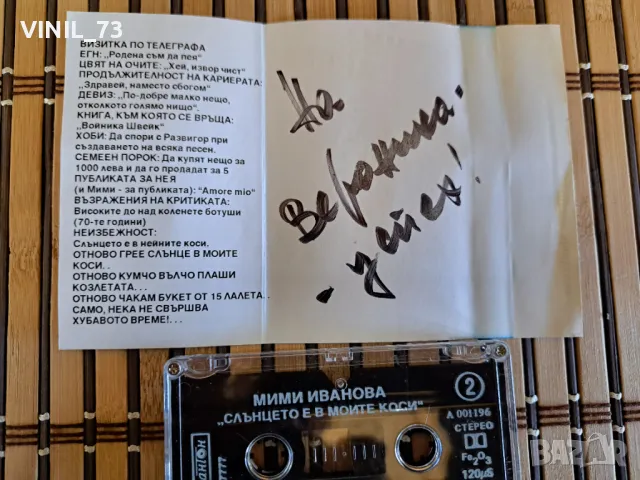 VINIL_73
ВИЗИТКА ПО ТЕЛЕГРАФА
ЕГН: „Родена съм да пея“
ЦВЯТ НА ОЧИТЕ: „Хей, извор чист“
ПРОДЪЛЖИТЕЛНОСТ НА КАРИЕРАТА:
„Здравей, наместо сбогом“
ДЕВИЗ: „По-добре малко нещо,
отколкото голямо нищо“.
КНИГА, КЪМ КОЯТО СЕ ВРЪЩА:
„Войника Швейк“
ХОБИ: Да спори с Развигор при
създаването на всяка песен.
СЕМЕЕН ПОРОК: Да купят нещо за
1000 лева и да го продадат за 5
ПУБЛИКАТА ЗА НЕЯ
(и Мими - за публиката): "Amore mio"
ВЪЗРАЖЕНИЯ НА КРИТИКАТА:
Високите до над коленете ботуши
(70-те години)
НЕИЗБЕЖНОСТ:
Слънцето е в нейните коси.
ОТНОВО ГРЕЕ СЛЪНЦЕ В МОИТЕ
КОСИ. .
ОТНОВО КУМЧО ВЪЛЧО ПЛАШИ
КОЗЛЕТАТА. . .
ОТНОВО ЧАКАМ БУКЕТ ОТ 15 ЛАЛЕТА. .
САМО, НЕКА НЕ СВЪРШВА
ХУБАВОТО ВРЕМЕ!. . .
На
Вероника.
МИМИ ИВАНОВА
„СЛЪНЦЕТО Е В МОИТЕ КОСИ“
2
А 001196
СТЕРЕО
Fe₂O₃
120µS
BAZAR